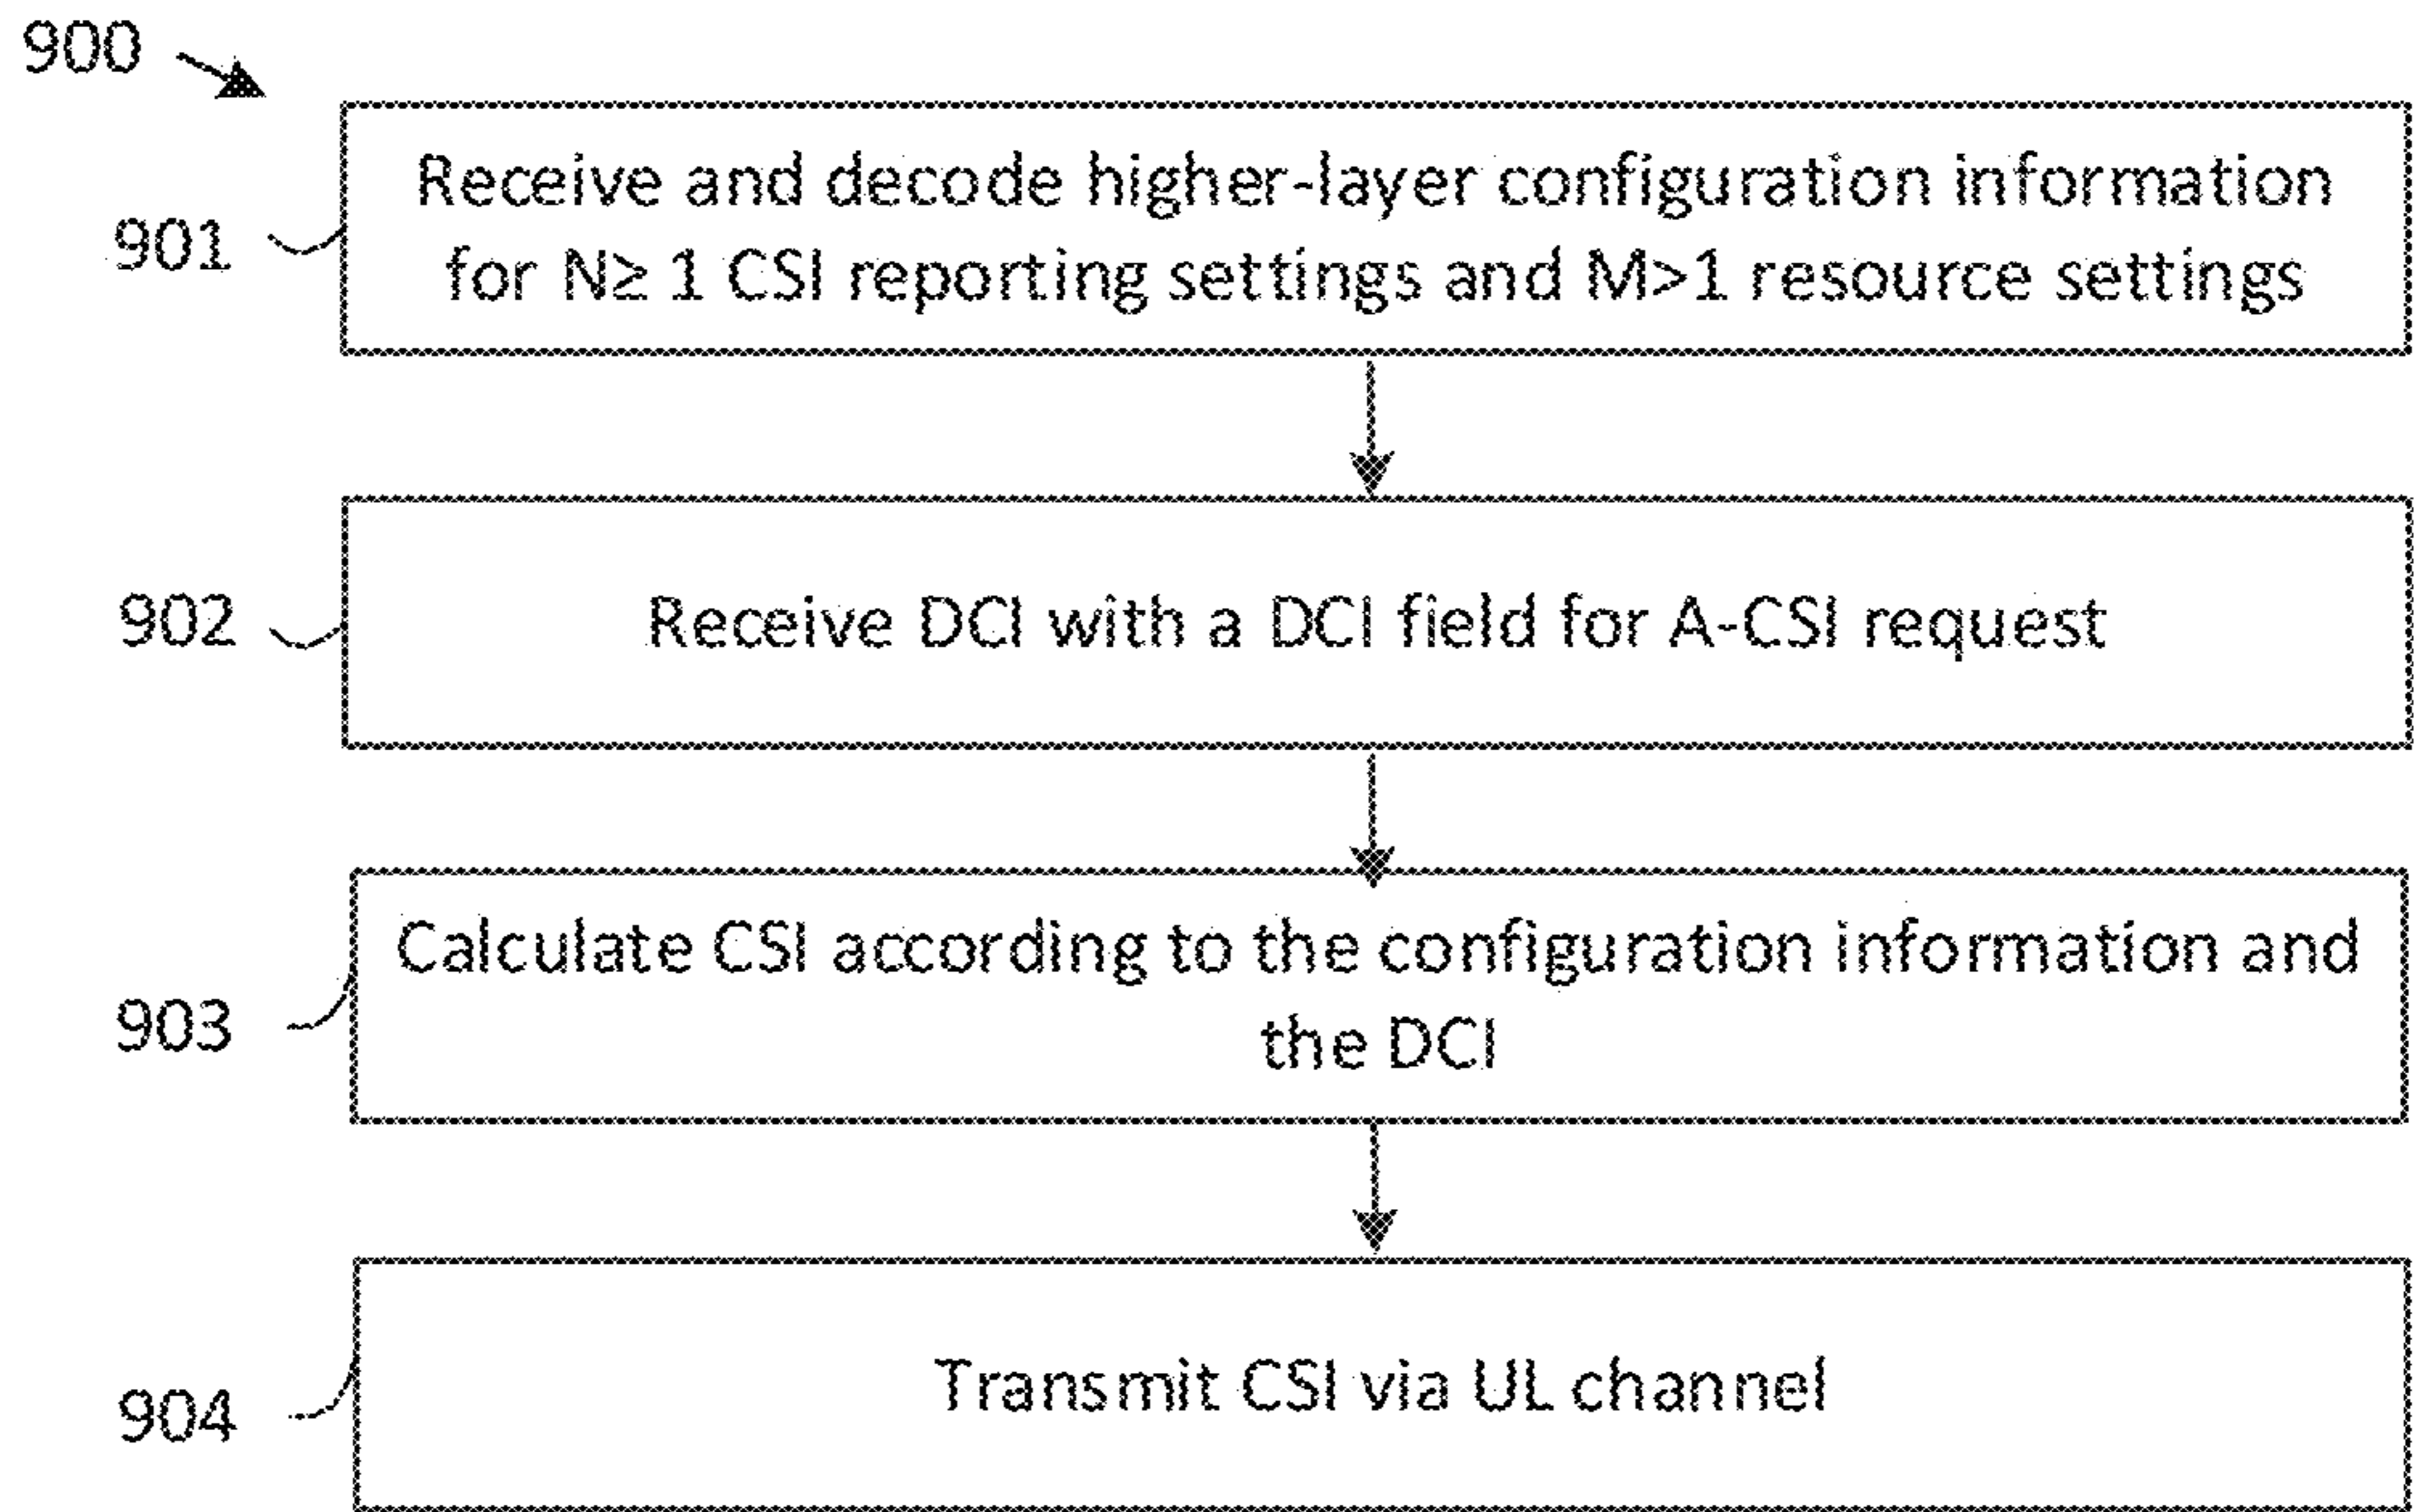 900
901
Receive and decode higher-layer configuration information
for N≥ 1 CSI reporting settings and M>1 resource settings
902
Receive DCI with a DCI field for A-CSI request
903
Calculate CSI according to the configuration information and
the DCI
904
Transmit CSI via UL channel